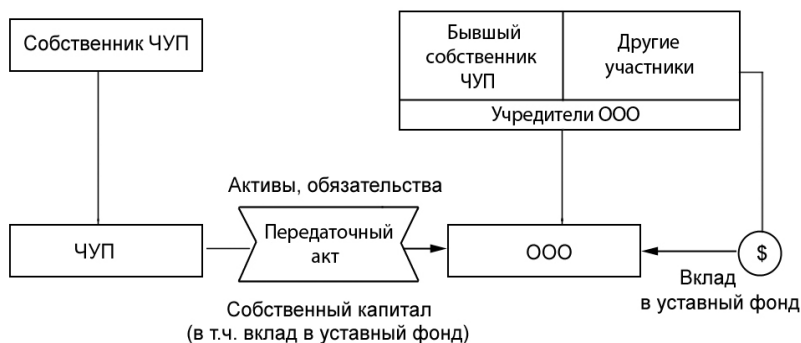 Собственник ЧУП
Бывший
собственник
ЧУП
Другие
участники
Учредители ООО
Активы, обязательства
ЧУП
Передаточный
акт
ООО
$
Вклад
в уставный фонд
Собственный капитал
(в т.ч. вклад в уставный фонд)